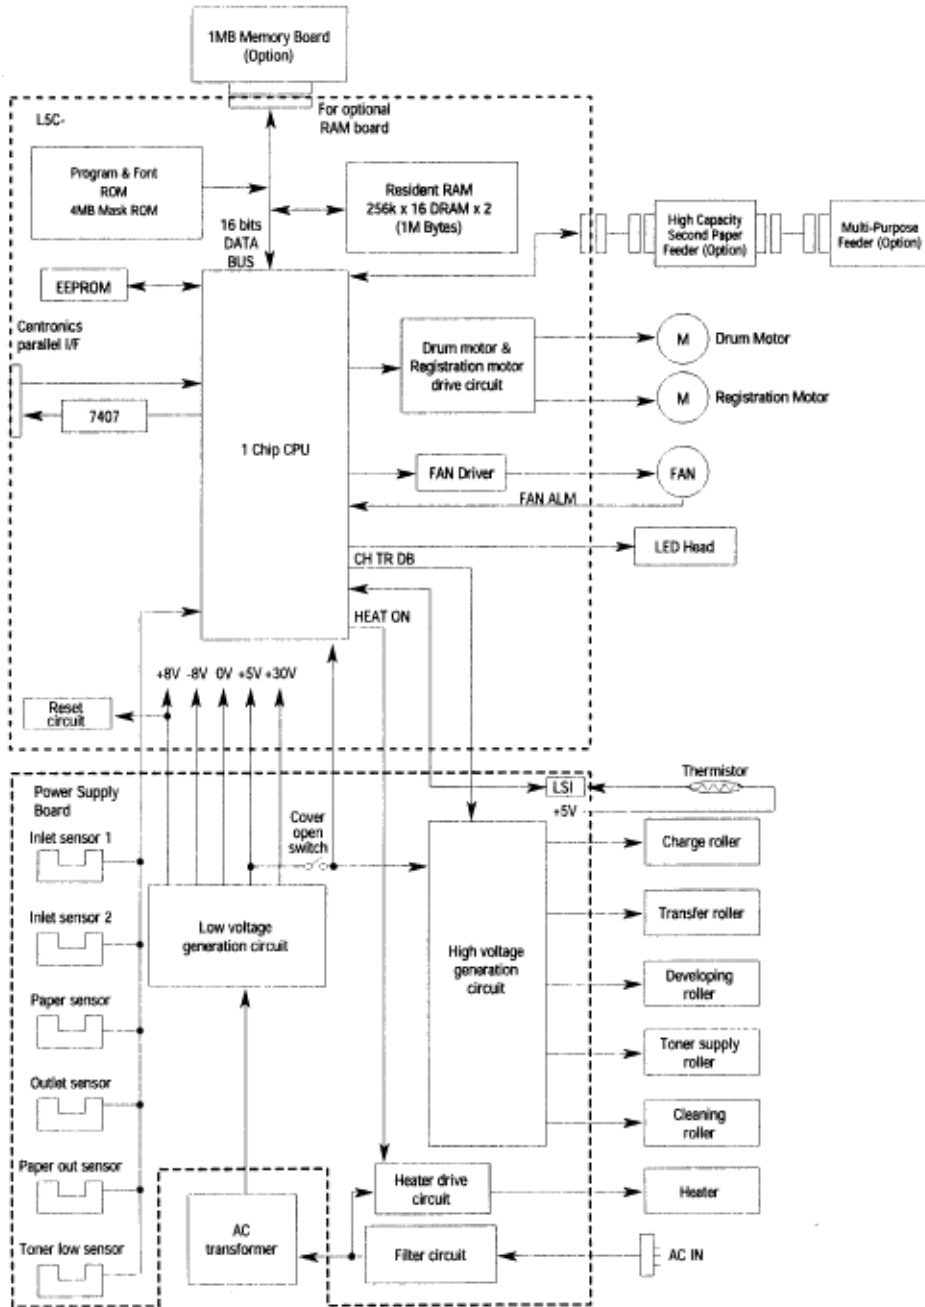 1MB Memory Board
(Option)
For optional
RAM board
L5C-
Program & Font
ROM
4MB Mask ROM
Resident RAM
256k x 16 DRAM x 2
(1M Bytes)
16 bits
DATA
BUS
High Capacity
Second Paper
Feeder (Option)
Multi-Purpose
Feeder (Option)
EEPROM
Centronics
parallel I/F
7407
1 Chip CPU
Drum motor &
Registration motor
drive circuit
M
Drum Motor
M
Registration Motor
FAN Driver
FAN
FAN ALM
LED Head
CH TR DB
HEAT ON
+8V
-8V
0V
+5V
+30V
Reset
circuit
Power Supply
Board
Inlet sensor 1
Inlet sensor 2
Paper sensor
Outlet sensor
Paper out sensor
Toner low sensor
Cover
open
switch
Low voltage
generation circuit
LSI
Thermistor
+5V
High voltage
generation
circuit
Charge roller
Transfer roller
Developing
roller
Toner supply
roller
Cleaning
roller
Heater drive
circuit
Heater
AC
transformer
Filter circuit
AC IN